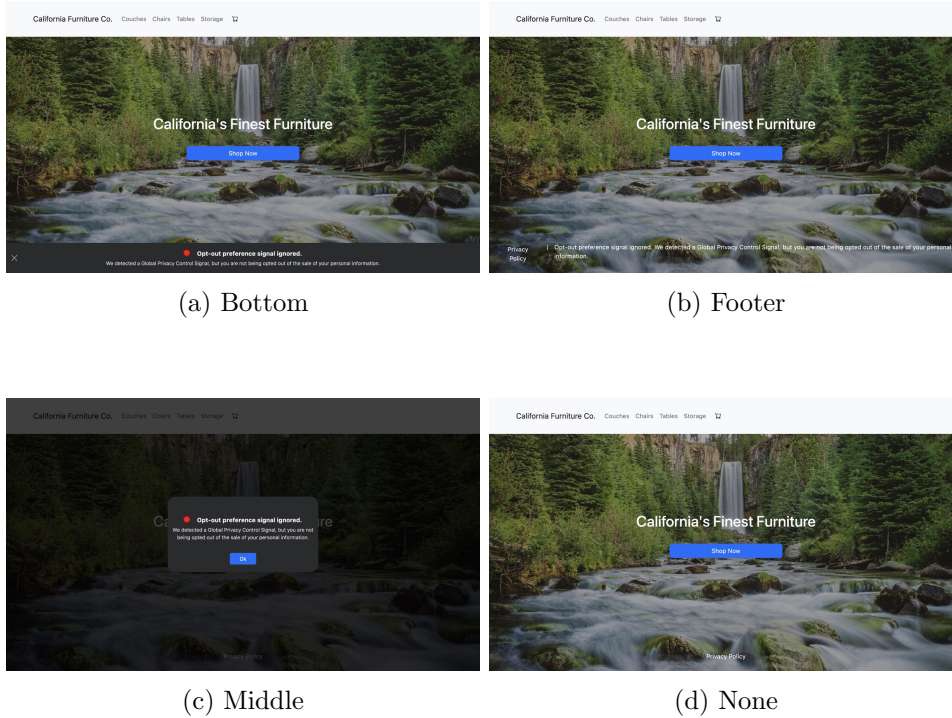 California Furniture Co. Couches Chairs Tables Storage
California's Finest Furniture
Shop Now
Opt-out preference signal ignored.
We detected a Global Privacy Control Signal, but you are not being opted out of the sale of your personal information.
(a) Bottom
California Furniture Co. Couches Chairs Tables Storage
California's Finest Furniture
Shop Now
Privacy
Policy
| Opt-out preference signal ignored. We detected a Global Privacy Control Signal, but you are not being opted out of the sale of your personal
information.
(b) Footer
California Furniture Co. Couches Chairs Tables Storage
Ca re
Opt-out preference signal ignored.
We detected a Global Privacy Control Signal, but you are not
being opted out of the sale of your personal information.
Ok
Privacy Policy
(c) Middle
California Furniture Co. Couches Chairs Tables Storage
California's Finest Furniture
Shop Now
Privacy Policy
(d) None